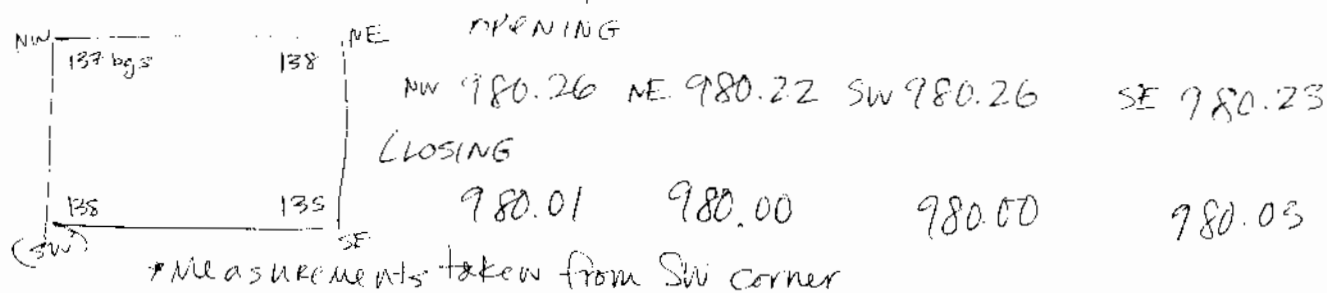 OPENING
NW NE
137 bgs 138
NW 980.26 NE 980.22 SW 980.26 SE 980.23
CLOSING
138 135 980.01 980.00 980.00 980.03
(SW) SE
*Measurements taken from SW corner